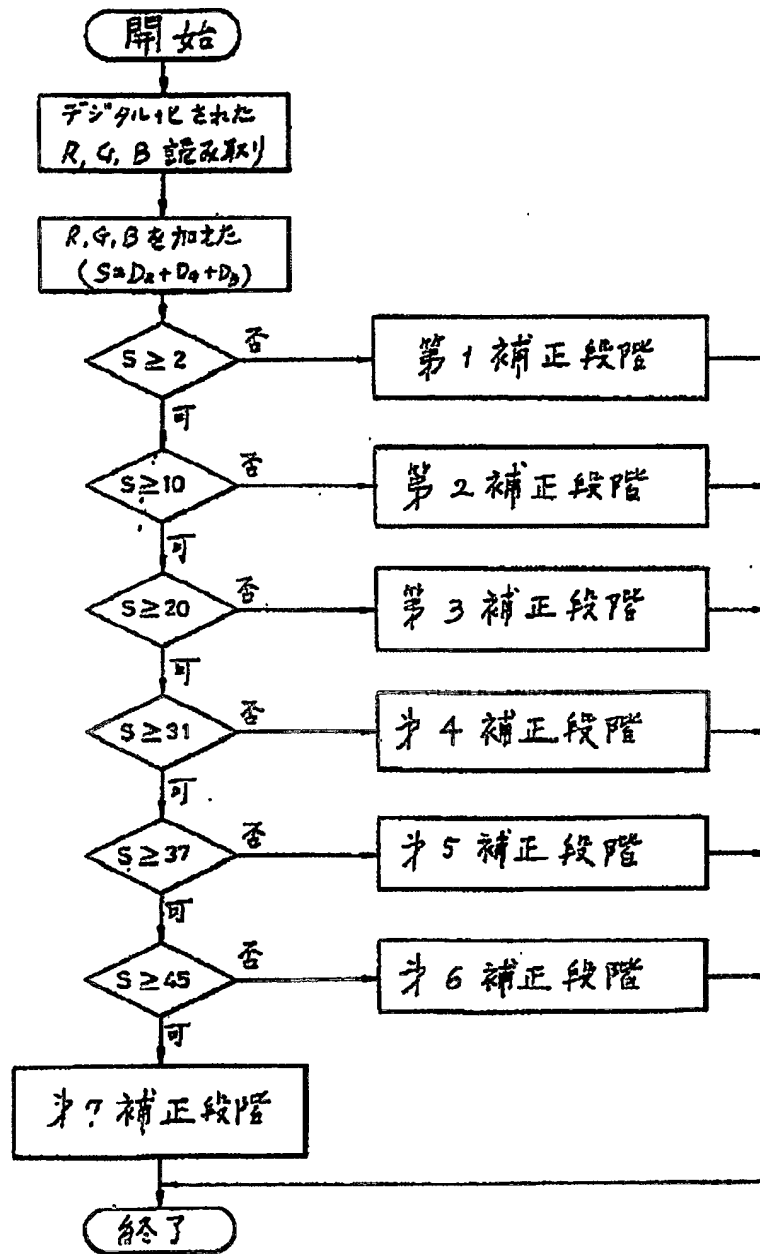 開始
デジタル化された
R, G, B 読み取り
R, G, B を加えた
(S=DR+DG+DB)
S≥2
否
第1補正段階
可
S≥10
否
第2補正段階
可
S≥20
否
第3補正段階
可
S≥31
否
才4補正段階
可
S≥37
否
才5補正段階
可
S≥45
否
才6補正段階
可
才7補正段階
終了